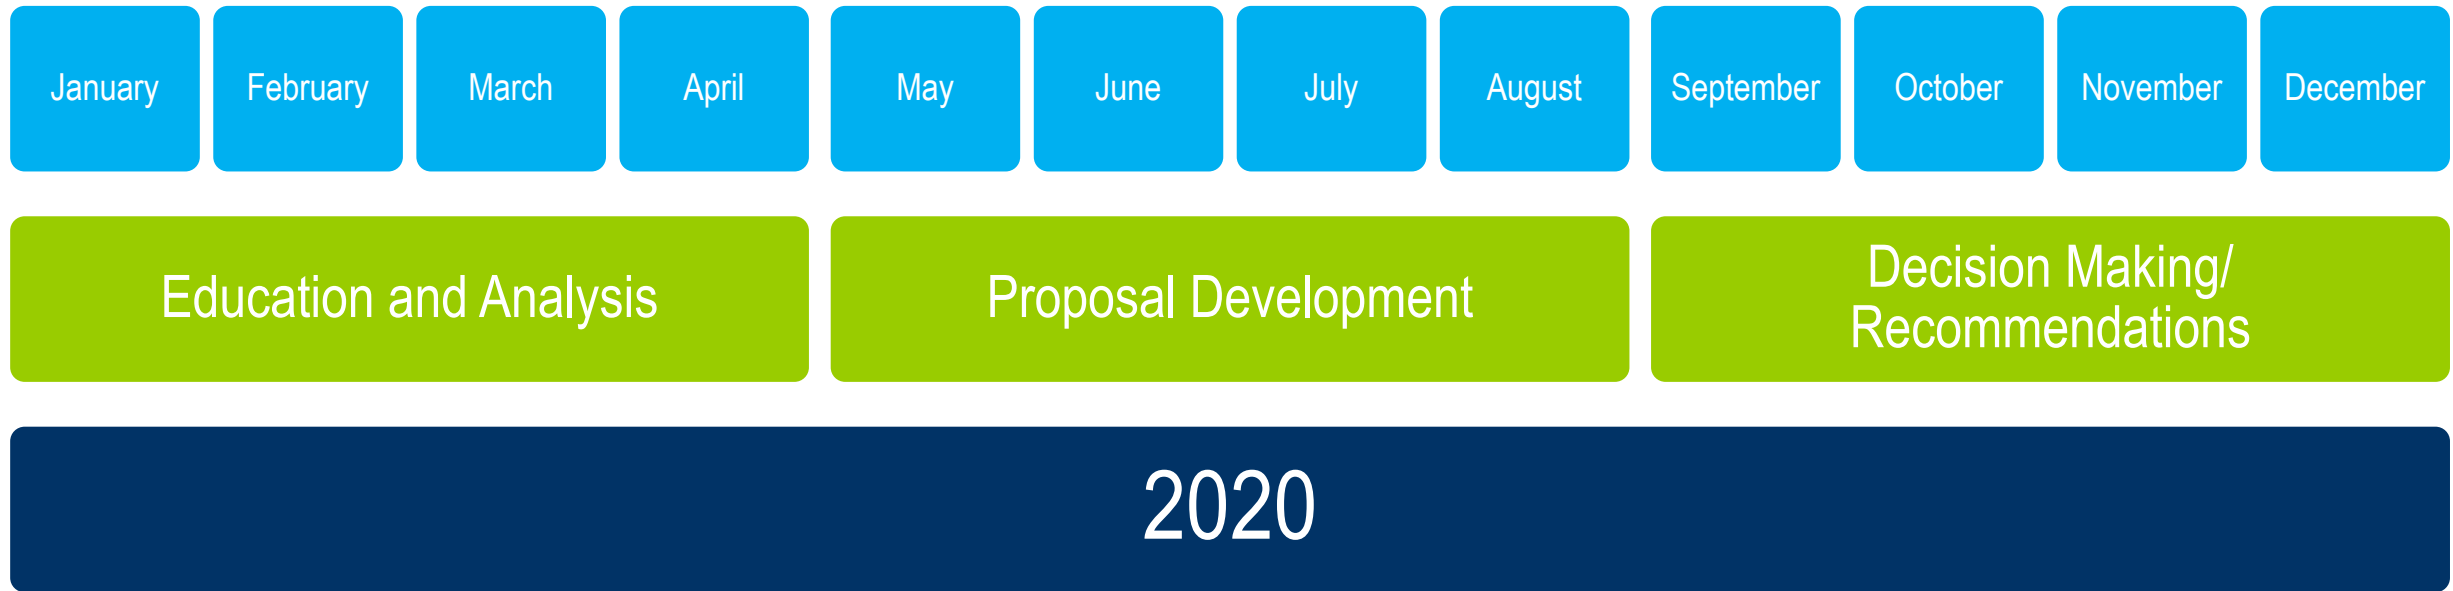 January February March April May June July August September October November December
Education and Analysis
Proposal Development
Decision Making/
Recommendations
2020